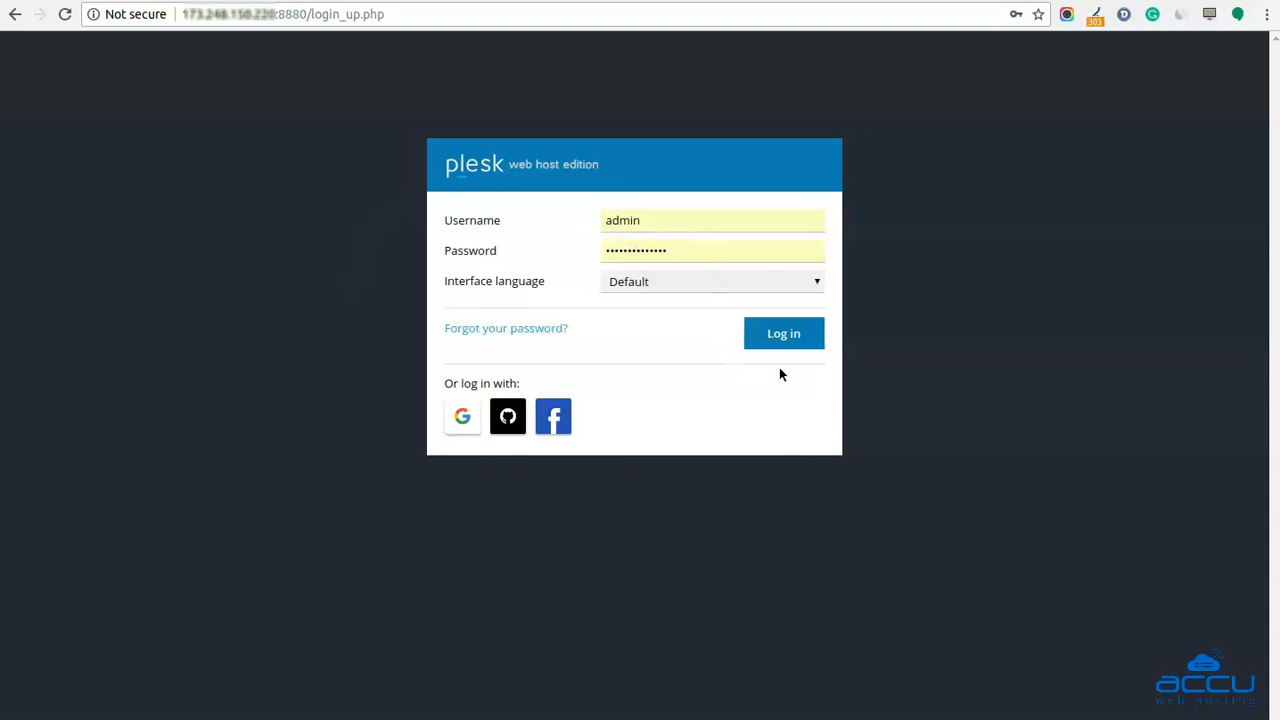 Not secure
:8880/login_up.php
303
plesk web host edition
Username admin
Password ••••••••••••••
Interface language Default
Forgot your password? Log in
Or log in with:
accu
web hosting